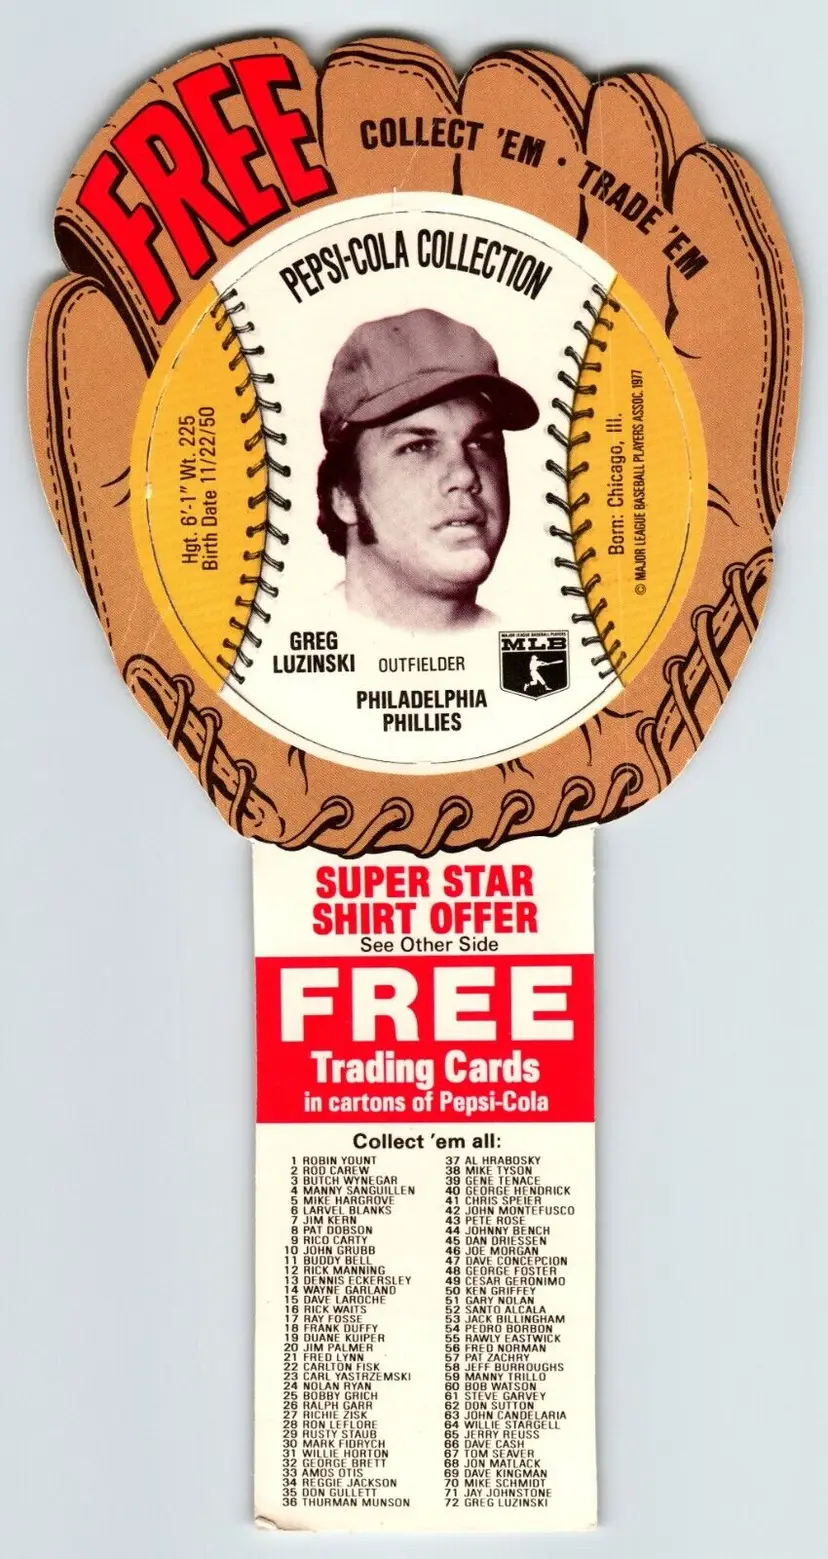 FREE
COLLECT 'EM · TRADE 'EM
PEPSI-COLA COLLECTION
Hgt. 6'-1" Wt. 225
Birth Date 11/22/50
Born: Chicago, Ill.
© MAJOR LEAGUE BASEBALL PLAYERS ASSOC. 1977
GREG
LUZINSKI
OUTFIELDER
MAJOR LEAGUE BASEBALL PLAYERS
MLB
PHILADELPHIA
PHILLIES
SUPER STAR
SHIRT OFFER
See Other Side
FREE
Trading Cards
in cartons of Pepsi-Cola
Collect 'em all:
1 ROBIN YOUNT
2 ROD CAREW
3 BUTCH WYNEGAR
4 MANNY SANGUILLEN
5 MIKE HARGROVE
6 LARVEL BLANKS
7 JIM KERN
8 PAT DOBSON
9 RICO CARTY
10 JOHN GRUBB
11 BUDDY BELL
12 RICK MANNING
13 DENNIS ECKERSLEY
14 WAYNE GARLAND
15 DAVE LAROCHE
16 RICK WAITS
17 RAY FOSSE
18 FRANK DUFFY
19 DUANE KUIPER
20 JIM PALMER
21 FRED LYNN
22 CARLTON FISK
23 CARL YASTRZEMSKI
24 NOLAN RYAN
25 BOBBY GRICH
26 RALPH GARR
27 RICHIE ZISK
28 RON LEFLORE
29 RUSTY STAUB
30 MARK FIDRYCH
31 WILLIE HORTON
32 GEORGE BRETT
33 AMOS OTIS
34 REGGIE JACKSON
35 DON GULLETT
36 THURMAN MUNSON
37 AL HRABOSKY
38 MIKE TYSON
39 GENE TENACE
40 GEORGE HENDRICK
41 CHRIS SPEIER
42 JOHN MONTEFUSCO
43 PETE ROSE
44 JOHNNY BENCH
45 DAN DRIESSEN
46 JOE MORGAN
47 DAVE CONCEPCION
48 GEORGE FOSTER
49 CESAR GERONIMO
50 KEN GRIFFEY
51 GARY NOLAN
52 SANTO ALCALA
53 JACK BILLINGHAM
54 PEDRO BORBON
55 RAWLY EASTWICK
56 FRED NORMAN
57 PAT ZACHRY
58 JEFF BURROUGHS
59 MANNY TRILLO
60 BOB WATSON
61 STEVE GARVEY
62 DON SUTTON
63 JOHN CANDELARIA
64 WILLIE STARGELL
65 JERRY REUSS
66 DAVE CASH
67 TOM SEAVER
68 JON MATLACK
69 DAVE KINGMAN
70 MIKE SCHMIDT
71 JAY JOHNSTONE
72 GREG LUZINSKI